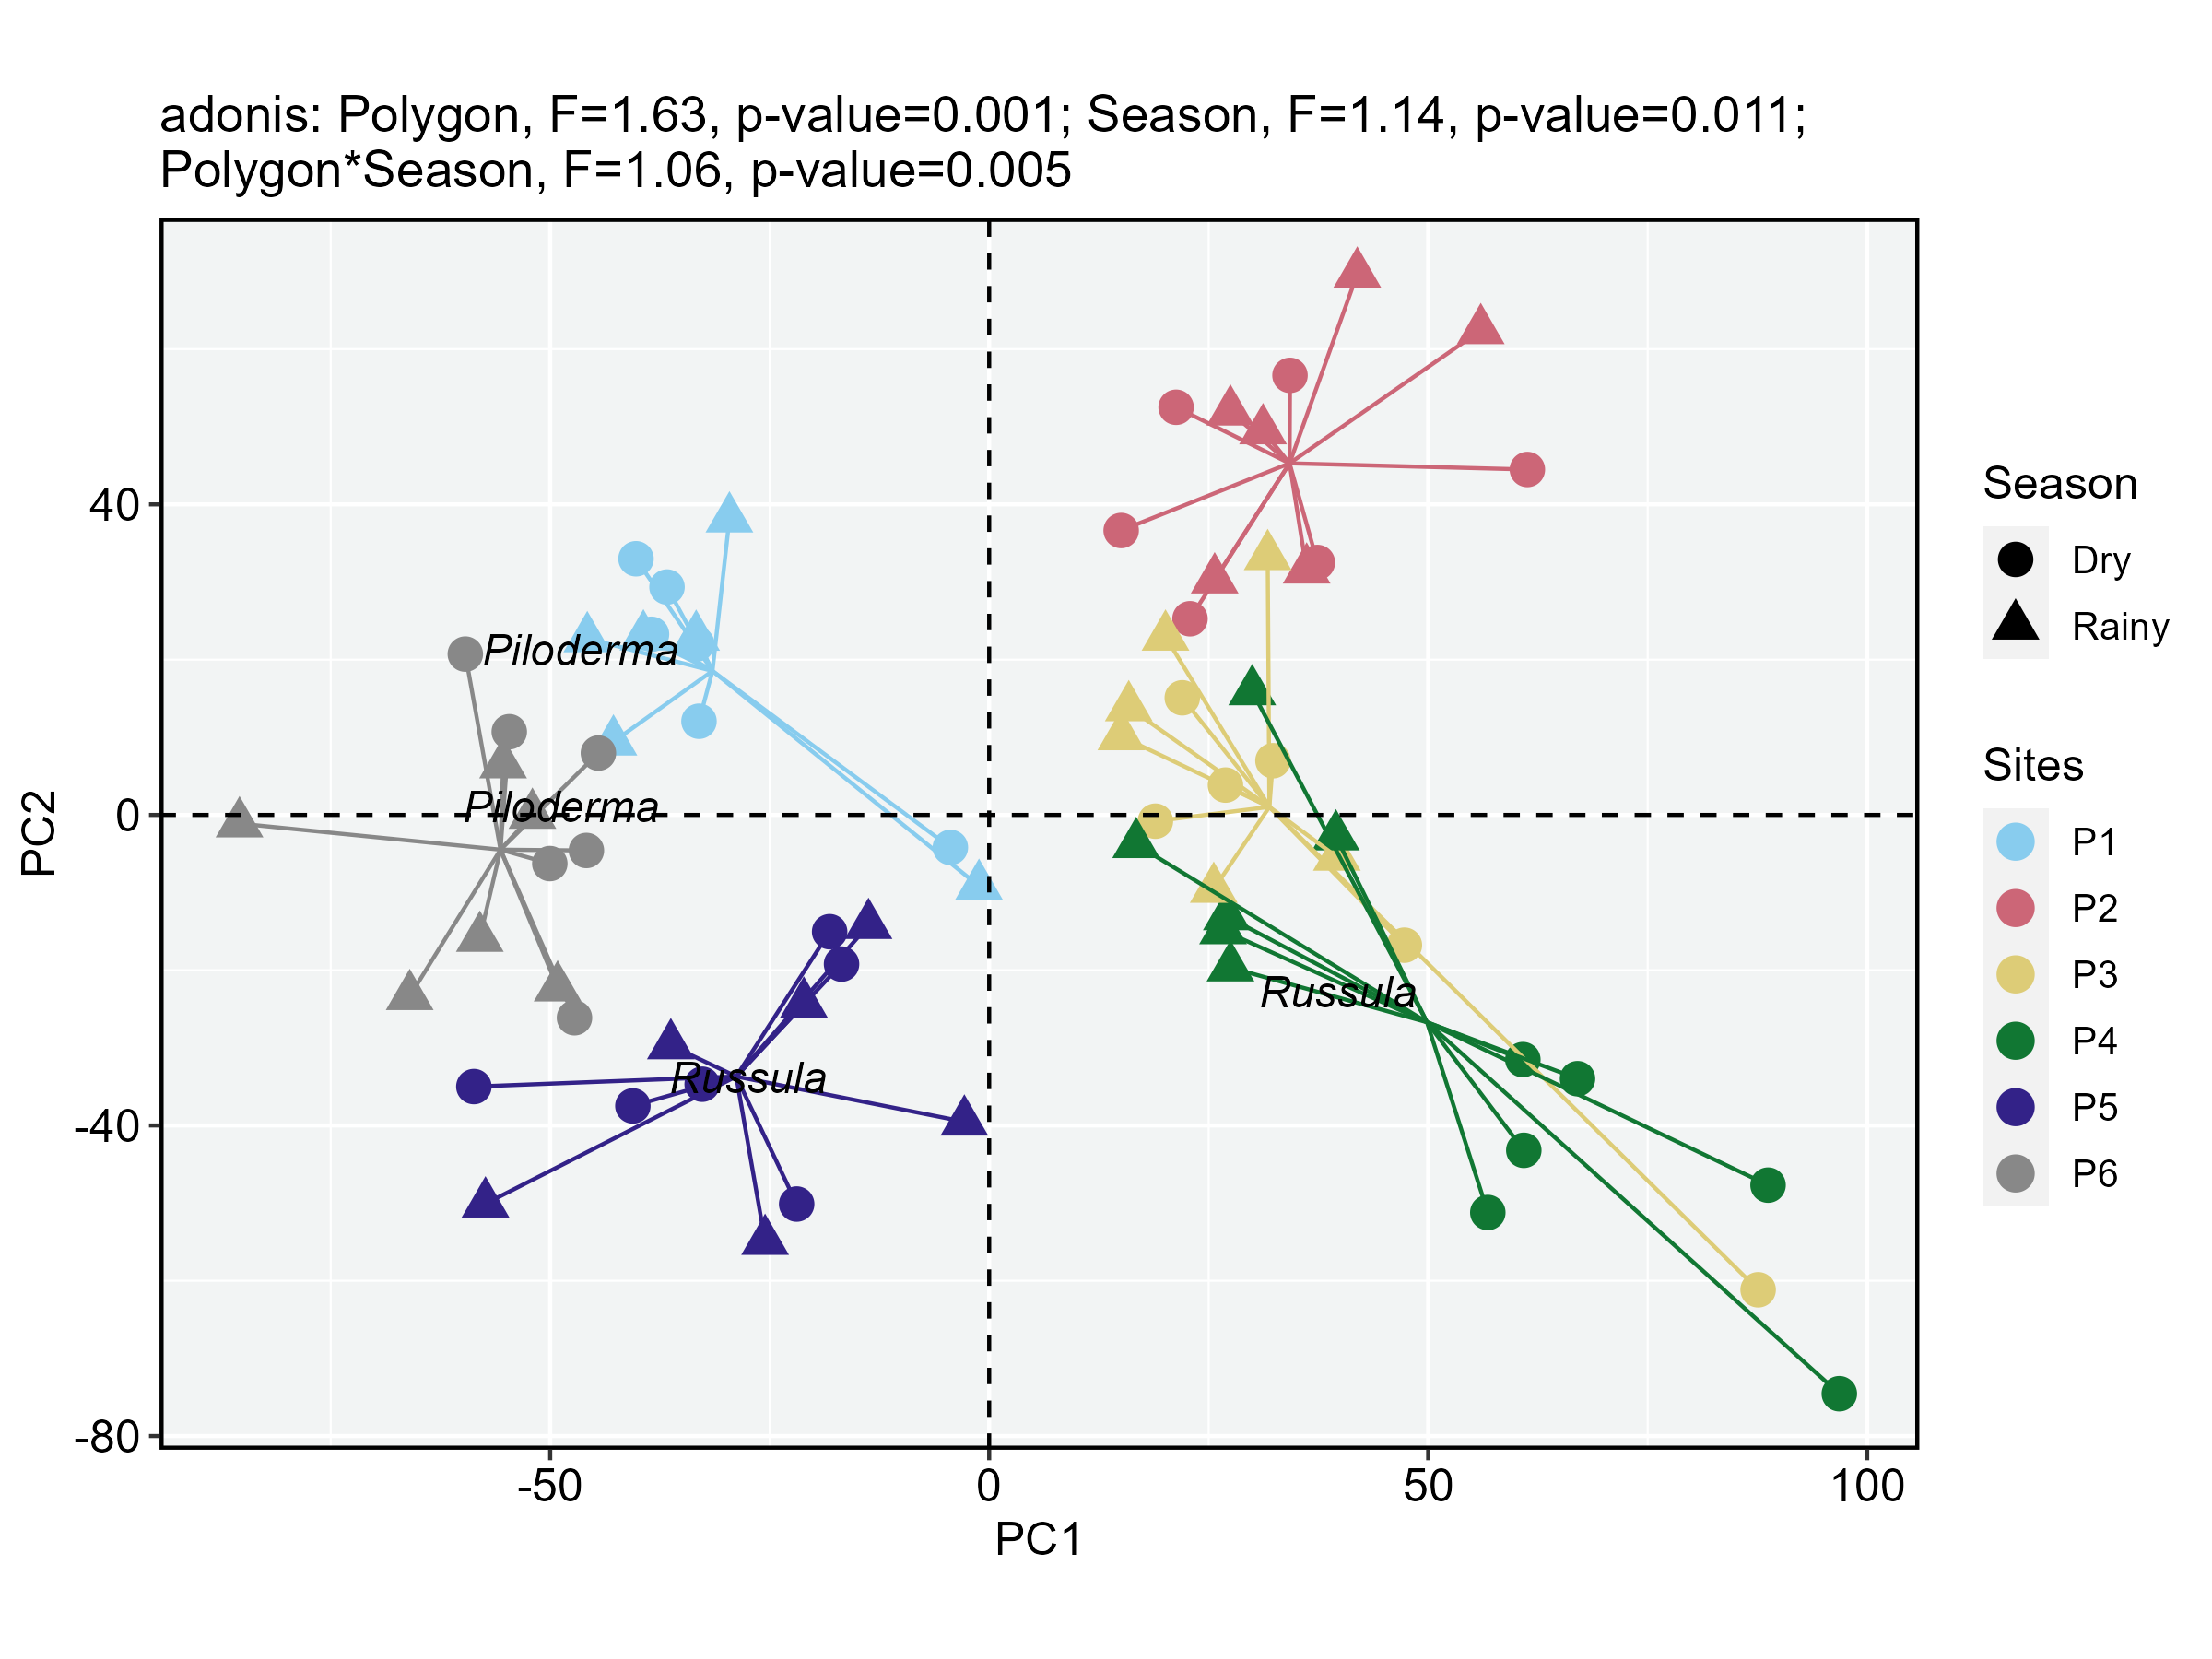 adonis: Polygon, F=1.63, p-value=0.001; Season, F=1.14, p-value=0.011;
Polygon*Season, F=1.06, p-value=0.005
PC2
40
0
-40
-80
Piloderma
Piloderma
Russula
Russula
-50
0
50
100
PC1
Season
Dry
Rainy
Sites
P1
P2
P3
P4
P5
P6